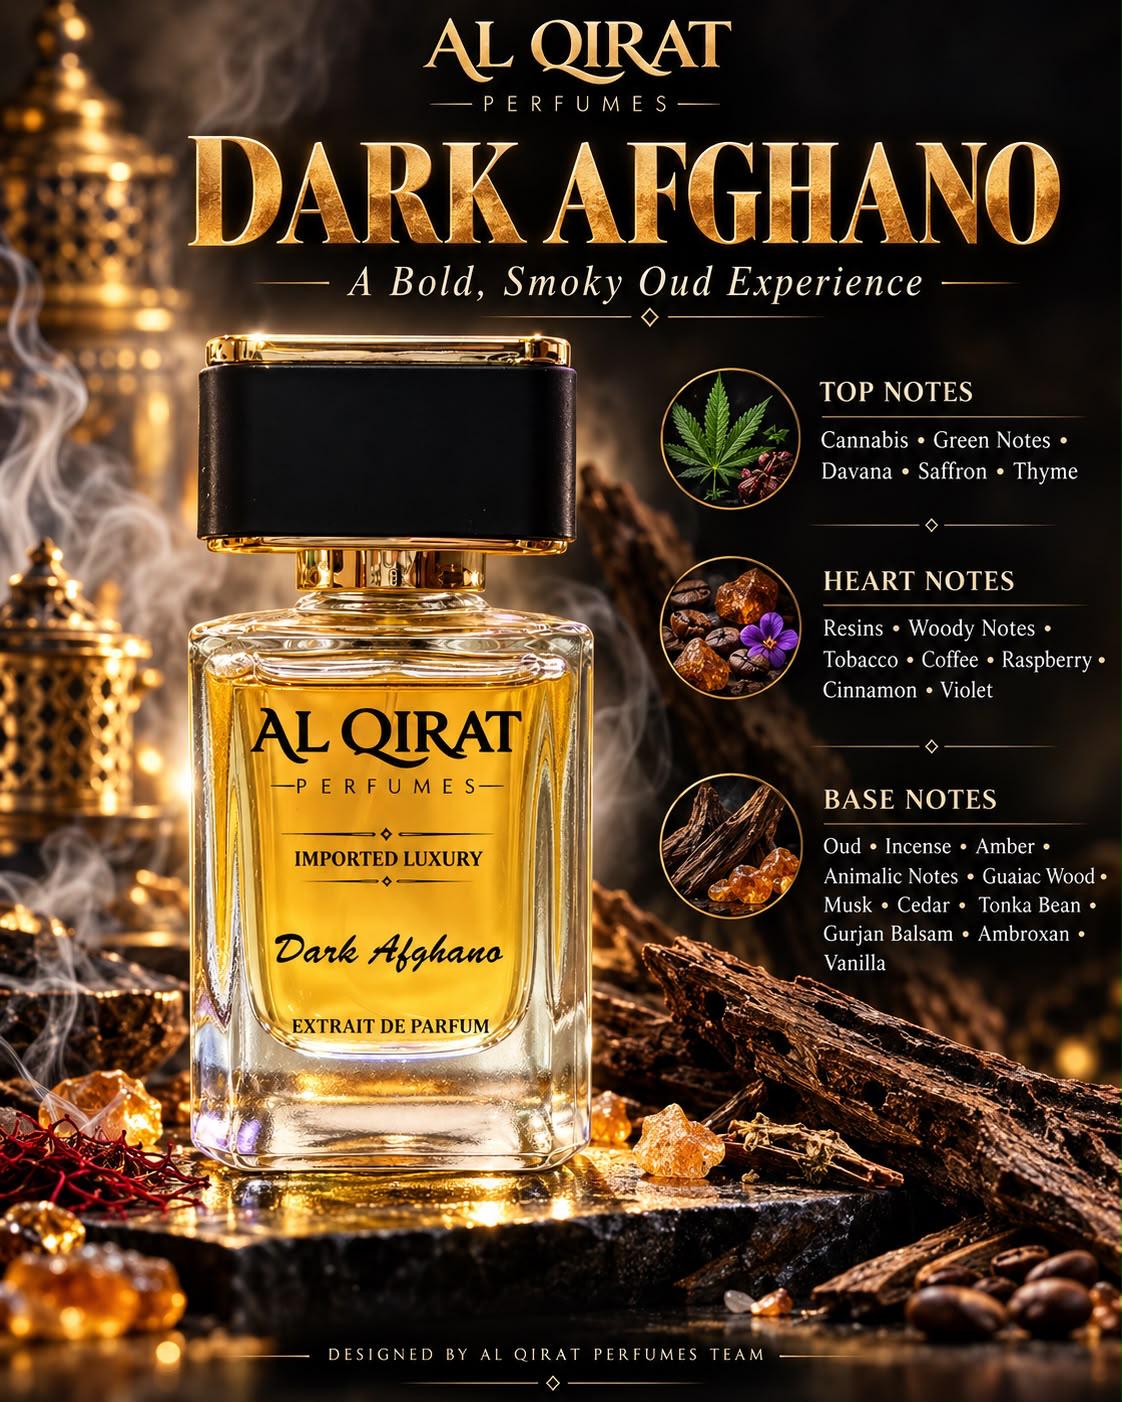 AL QIRAT
PERFUMES
DARK AFGHANO
A Bold, Smoky Oud Experience
TOP NOTES
Cannabis • Green Notes •
Davana • Saffron • Thyme
HEART NOTES
Resins • Woody Notes •
Tobacco • Coffee • Raspberry •
Cinnamon • Violet
BASE NOTES
Oud • Incense • Amber •
Animalic Notes • Guaiac Wood •
Musk • Cedar • Tonka Bean •
Gurjan Balsam • Ambroxan •
Vanilla
AL QIRAT
PERFUMES
IMPORTED LUXURY
Dark Afghano
EXTRAIT DE PARFUM
DESIGNED BY AL QIRAT PERFUMES TEAM